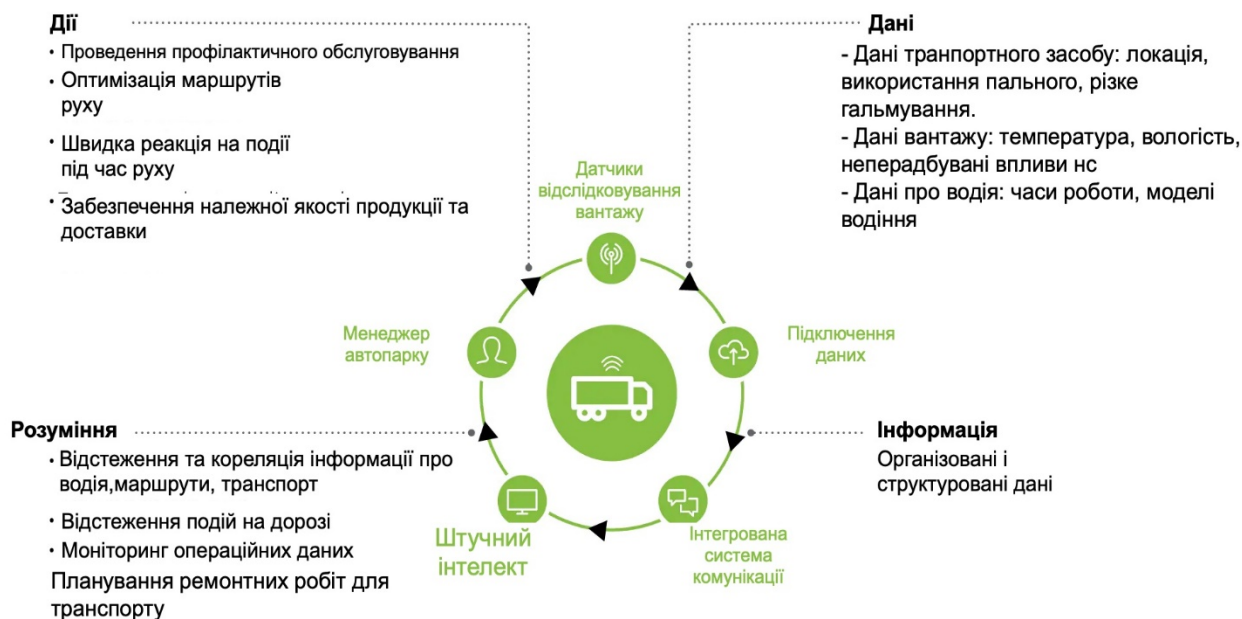 Дії
· Проведення профілактичного обслуговування
· Оптимізація маршрутів
руху
· Швидка реакція на події
під час руху
· Забезпечення належної якості продукції та
доставки
Дані
- Дані транпортного засобу: локація,
використання пального, різке
гальмування.
- Дані вантажу: температура, вологість,
неперадбувані впливи нс
- Дані про водія: часи роботи, моделі
водіння
Датчики
відслідковування
вантажу
Менеджер
автопарку
Підключення
даних
Розуміння
· Відстеження та кореляція інформації про
водія,маршрути, транспорт
· Відстеження подій на дорозі
· Моніторинг операційних даних
Планування ремонтних робіт для
транспорту
Інформація
Організовані і
структуровані дані
Штучний
інтелект
Інтегрована
система
комунікації